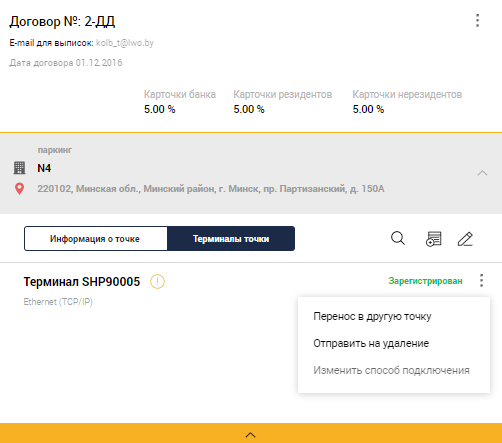 Договор №: 2-ДД
E-mail для выписок: kolb_t@lwo.by
Дата договора 01.12.2016
Карточки банка Карточки резидентов Карточки нерезидентов
5.00 % 5.00 % 5.00 %
паркинг
N4
220102, Минская обл., Минский район, г. Минск, пр. Партизанский, д. 150А
Информация о точке Терминалы точки
Терминал SHP90005 Зарегистрирован
Ethernet (TCP/IP)
Перенос в другую точку
Отправить на удаление
Изменить способ подключения